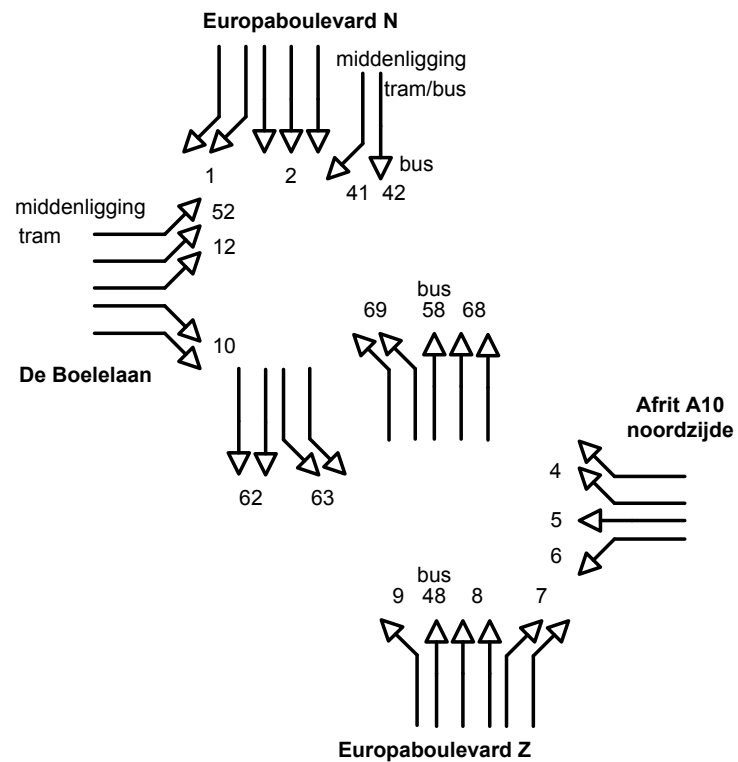 Europaboulevard N
middenligging
tram/bus
bus
1 2 41 42
middenligging
tram
52
12
10
De Boelelaan
bus
69 58 68
Afrit A10
noordzijde
4
5
6
62 63
bus
9 48 8 7
Europaboulevard Z